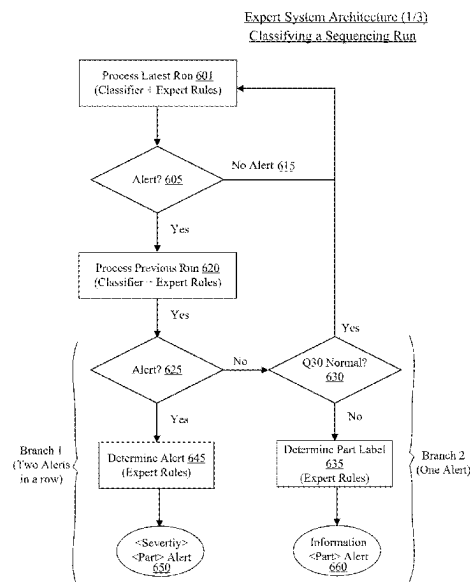 Expert System Architecture (1/3)
Classifying a Sequencing Run
Process Latest Run 601
(Classifier + Expert Rules)
Alert? 605
No Alert 615
Yes
Process Previous Run 620
(Classifier + Expert Rules)
Yes
Yes
Alert? 625
No
Q30 Normal?
630
Yes
No
Branch 1
(Two Alerts
in a row)
Determine Alert 645
(Expert Rules)
Determine Part Label
635
(Expert Rules)
Branch 2
(One Alert)
<Severtiy>
<Part> Alert
650
Information
<Part> Alert
660